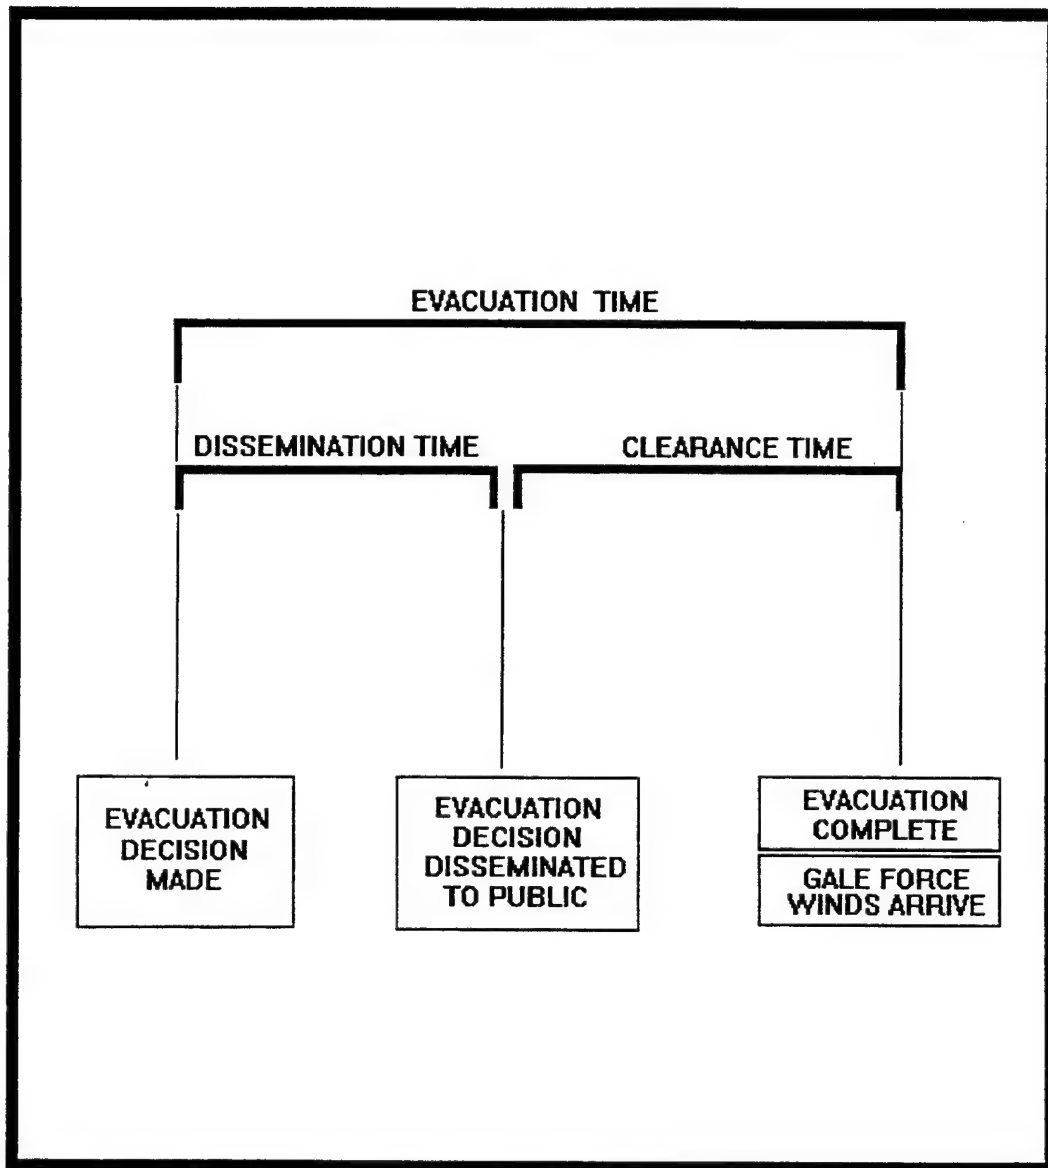 EVACUATION TIME
DISSEMINATION TIME
CLEARANCE TIME
EVACUATION
DECISION
MADE
EVACUATION
DECISION
DISSEMINATED
TO PUBLIC
EVACUATION
COMPLETE
GALE FORCE
WINDS ARRIVE